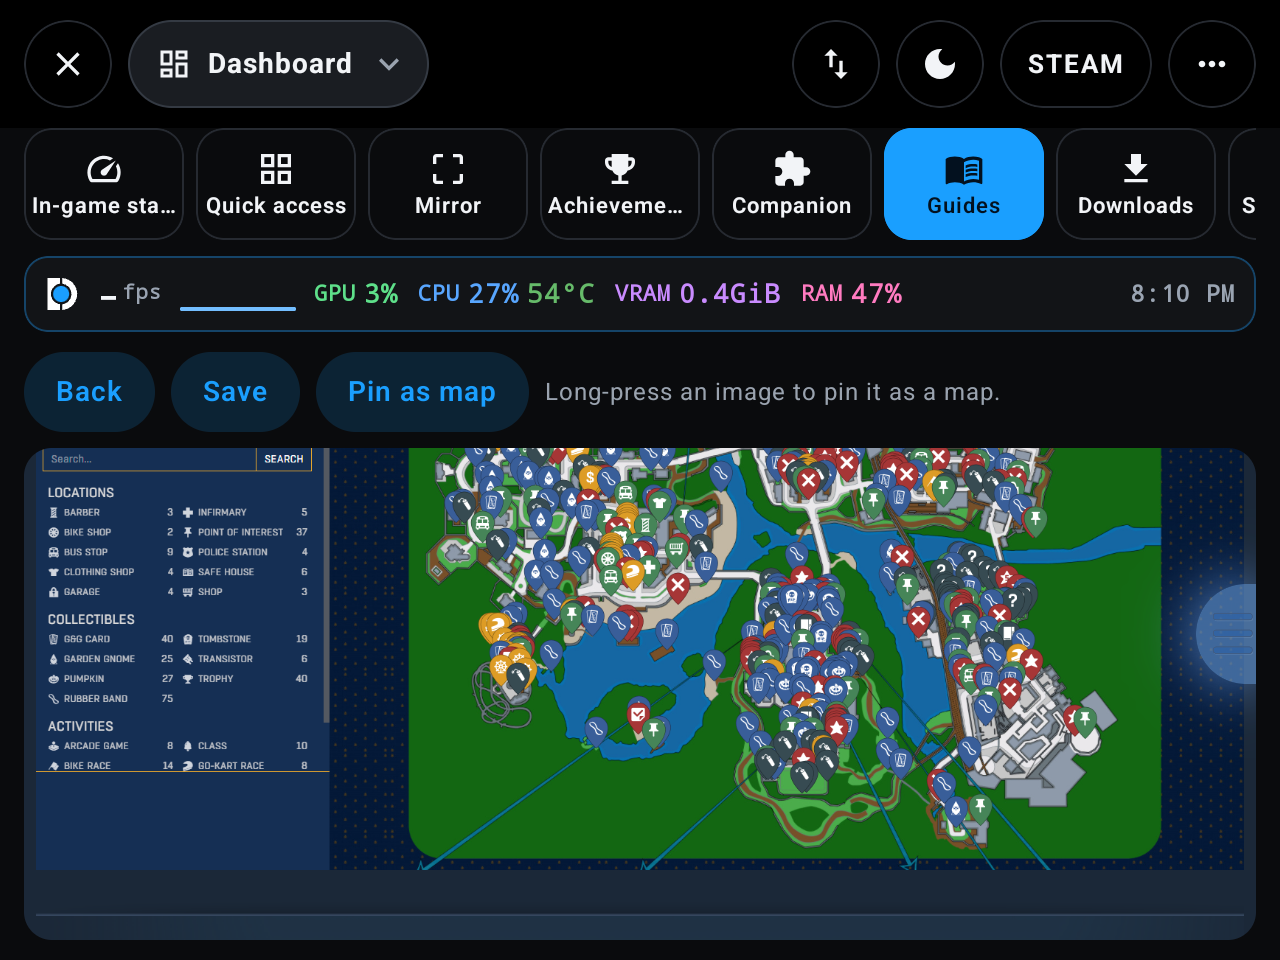 Dashboard
STEAM
In-game sta...
Quick access
Mirror
Achieveme...
Companion
Guides
Downloads
S
– fps GPU 3% CPU 27% 54°C VRAM 0.4GiB RAM 47% 8:10 PM
Back
Save
Pin as map
Long-press an image to pin it as a map.
Search... SEARCH
LOCATIONS
BARBER 3 INFIRMARY 5
BIKE SHOP 2 POINT OF INTEREST 37
BUS STOP 9 POLICE STATION 4
CLOTHING SHOP 4 SAFE HOUSE 6
GARAGE 4 SHOP 3
COLLECTIBLES
G&G CARD 40 TOMBSTONE 19
GARDEN GNOME 25 TRANSISTOR 6
PUMPKIN 27 TROPHY 40
RUBBER BAND 75
ACTIVITIES
ARCADE GAME 8 CLASS 10
BIKE RACE 14 GO-KART RACE 8